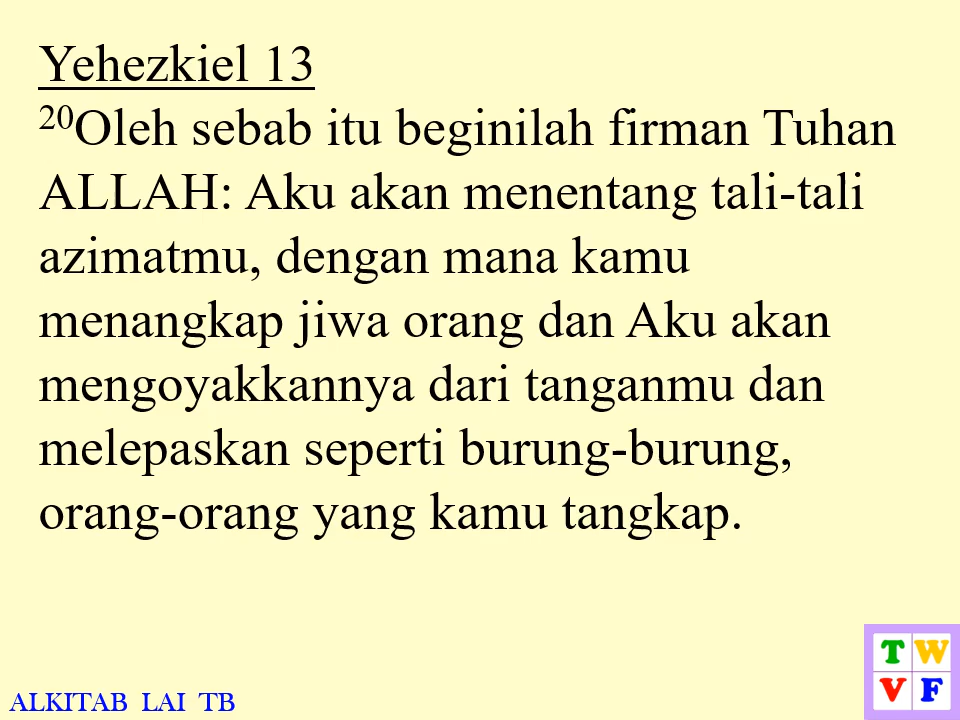 Yehezkiel 13
20Oleh sebab itu beginilah firman Tuhan
ALLAH: Aku akan menentang tali-tali
azimatmu, dengan mana kamu
menangkap jiwa orang dan Aku akan
mengoyakkannya dari tanganmu dan
melepaskan seperti burung-burung,
orang-orang yang kamu tangkap.
ALKITAB LAI TB
T W
V F